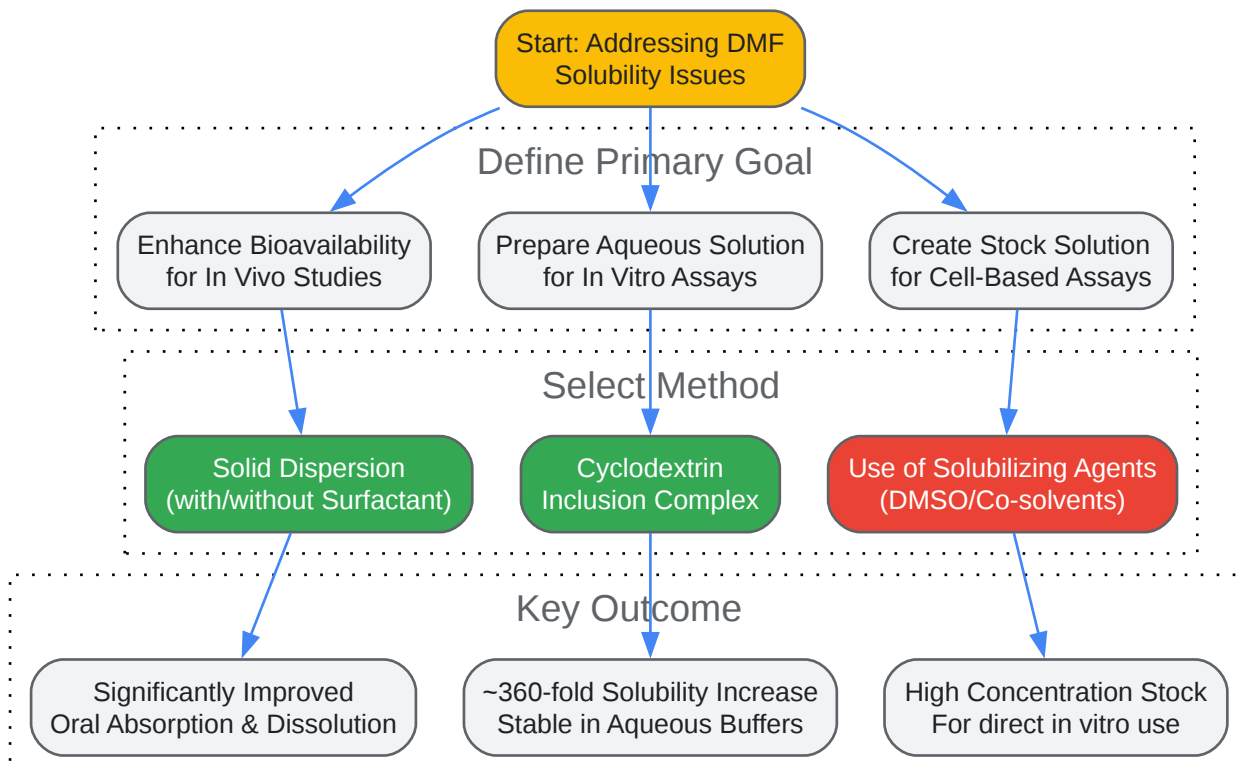 Start: Addressing DMF
Solubility Issues
Define Primary Goal
Enhance Bioavailability
for In Vivo Studies
Prepare Aqueous Solution
for In Vitro Assays
Create Stock Solution
for Cell-Based Assays
Select Method
Solid Dispersion
(with/without Surfactant)
Cyclodextrin
Inclusion Complex
Use of Solubilizing Agents
(DMSO/Co-solvents)
Key Outcome
Significantly Improved
Oral Absorption & Dissolution
~360-fold Solubility Increase
Stable in Aqueous Buffers
High Concentration Stock
For direct in vitro use